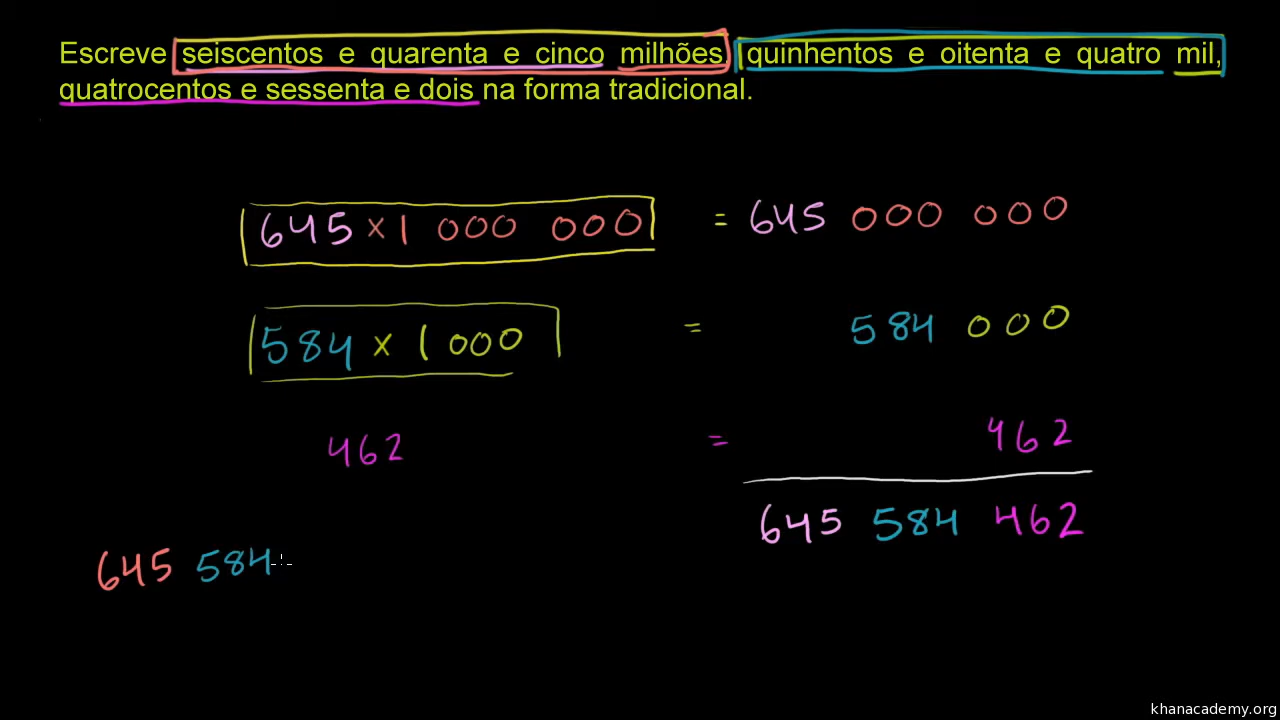 Escreve seiscentos e quarenta e cinco milhões, quinhentos e oitenta e quatro mil,
quatrocentos e sessenta e dois na forma tradicional.
645 × 1 000 000 = 645 000 000
584 × 1 000 = 584 000
462 = 462
645 584 462
645 584
khanacademy.org